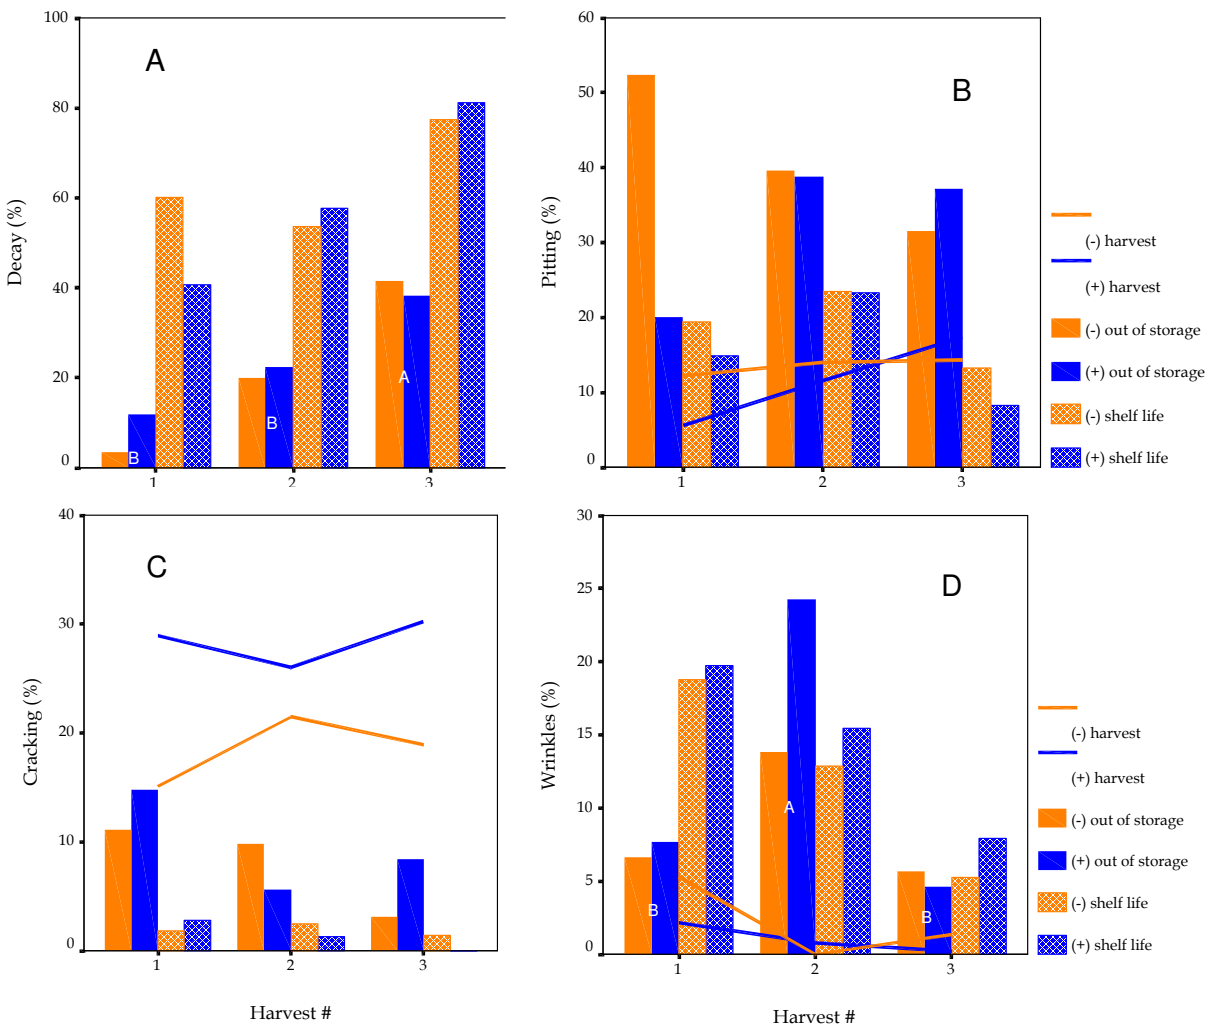 100
80
60
40
20
0
Decay (%)
A
B
B
A
1
2
3
60
50
40
30
20
10
0
Pitting (%)
B
1
2
3
(-) harvest
(+) harvest
(-) out of storage
(+) out of storage
(-) shelf life
(+) shelf life
40
30
20
10
0
Cracking (%)
C
1
2
3
Harvest #
30
25
20
15
10
5
0
Wrinkles (%)
D
B
A
B
1
2
3
Harvest #
(-) harvest
(+) harvest
(-) out of storage
(+) out of storage
(-) shelf life
(+) shelf life